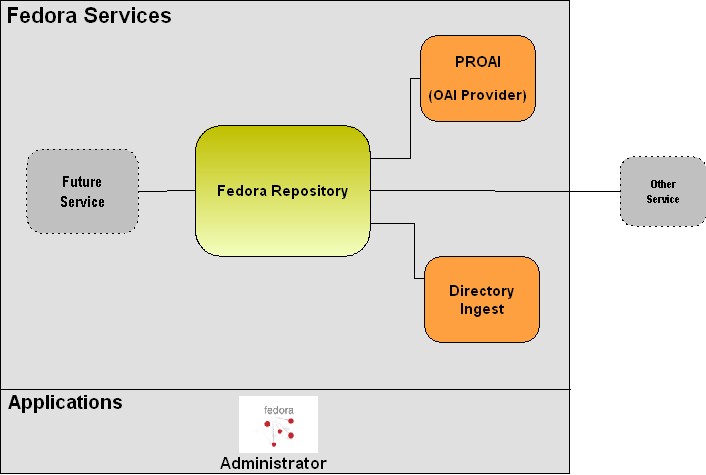 Fedora Services
PROAI
(OAI Provider)
Future
Service
Fedora Repository
Other
Service
Directory
Ingest
Applications
fedora
Administrator